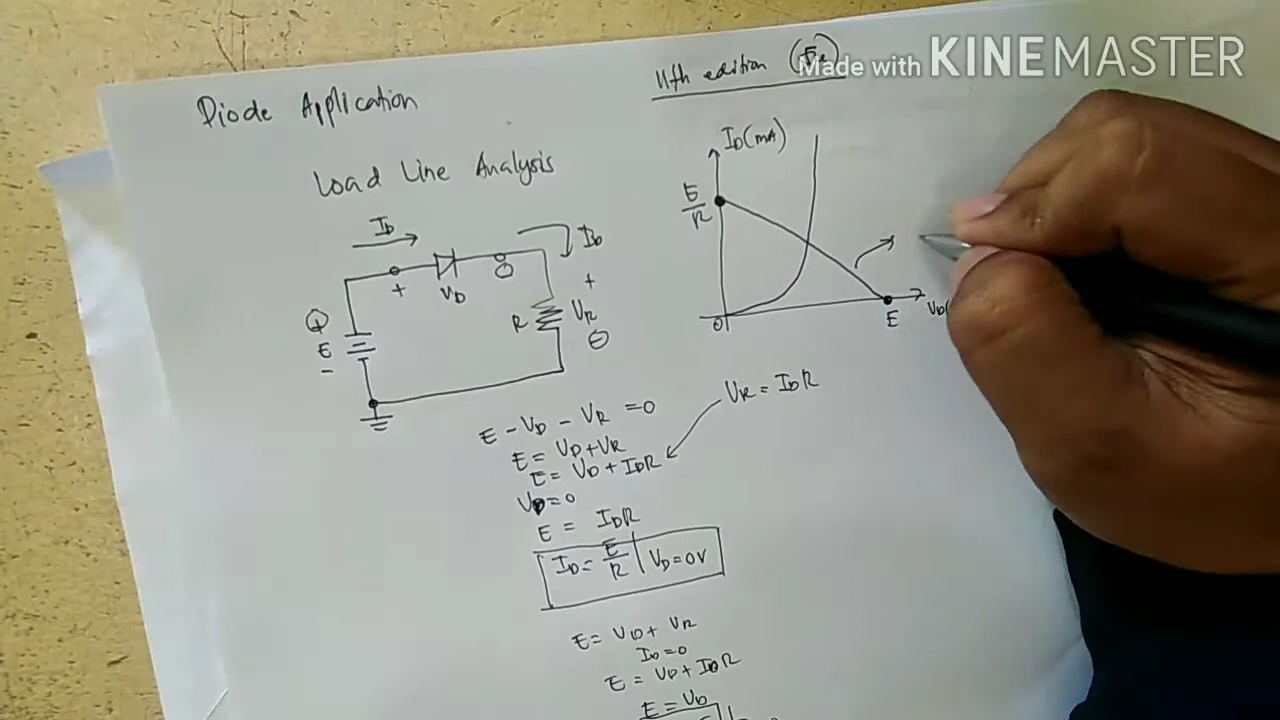 Diode Application
Load Line Analysis
11th edition
Made with KINEMASTER
ID
ID
+
VD
+
E
-
R
VR
+
ID(mA)
E/R
0
E
VD
E - VD - VR = 0
VR = IDR
E = VD + VR
E = VD + IDR
VD = 0
E = IDR
ID = E/R | VD = 0V
E = VD + VR
ID = 0
E = VD + IDR
E = VD